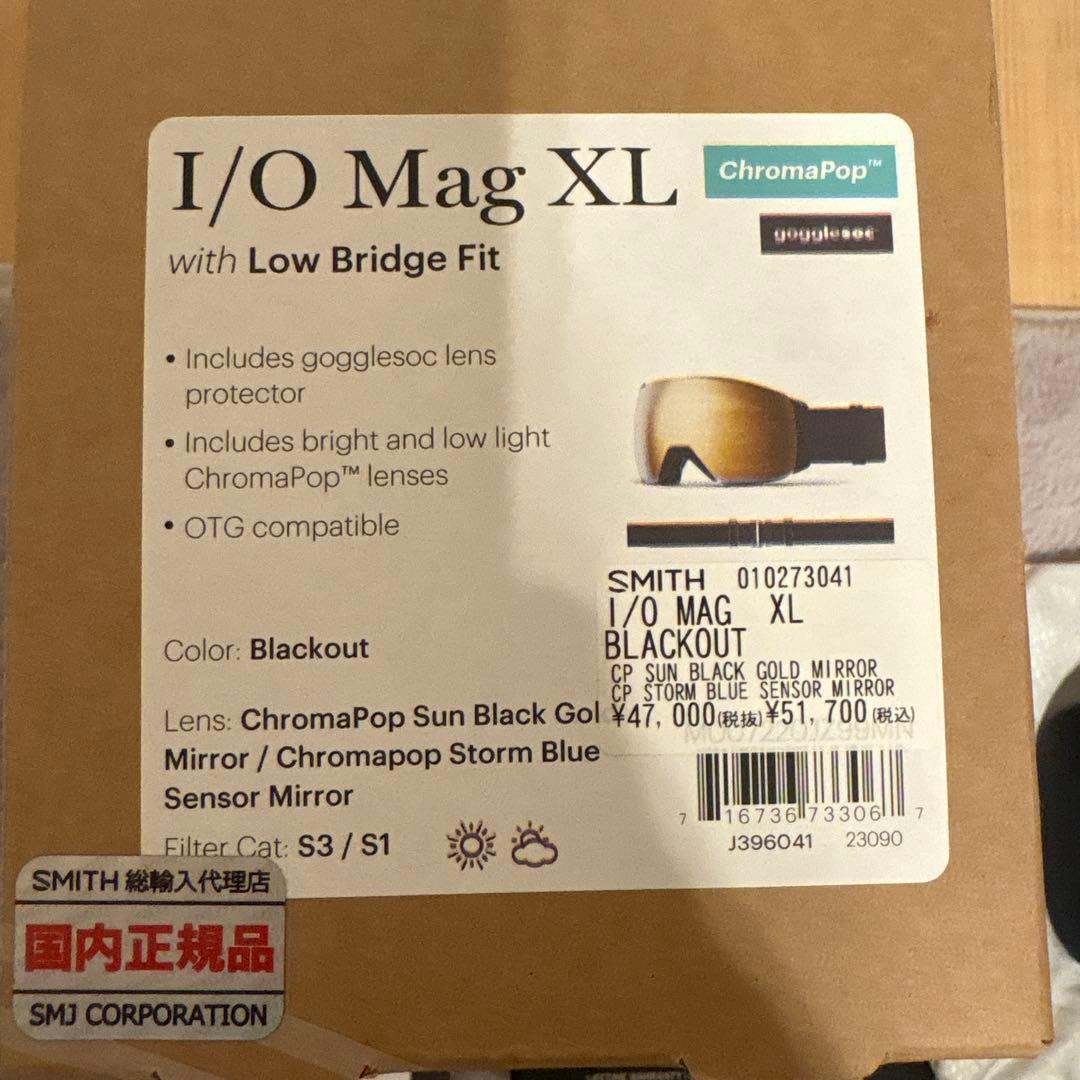 I/O Mag XL
ChromaPop™
gogglesoc
with Low Bridge Fit
• Includes gogglesoc lens
protector
• Includes bright and low light
ChromaPop™ lenses
• OTG compatible
Color: Blackout
Lens: ChromaPop Sun Black Gol
Mirror / Chromapop Storm Blue
Sensor Mirror
Filter Cat: S3 / S1
SMITH 010273041
I/O MAG XL
BLACKOUT
CP SUN BLACK GOLD MIRROR
CP STORM BLUE SENSOR MIRROR
¥47,000(税抜)¥51,700(税込)
7 16736 73306 7
J396041 23090
SMITH 総輸入代理店
国内正規品
SMJ CORPORATION